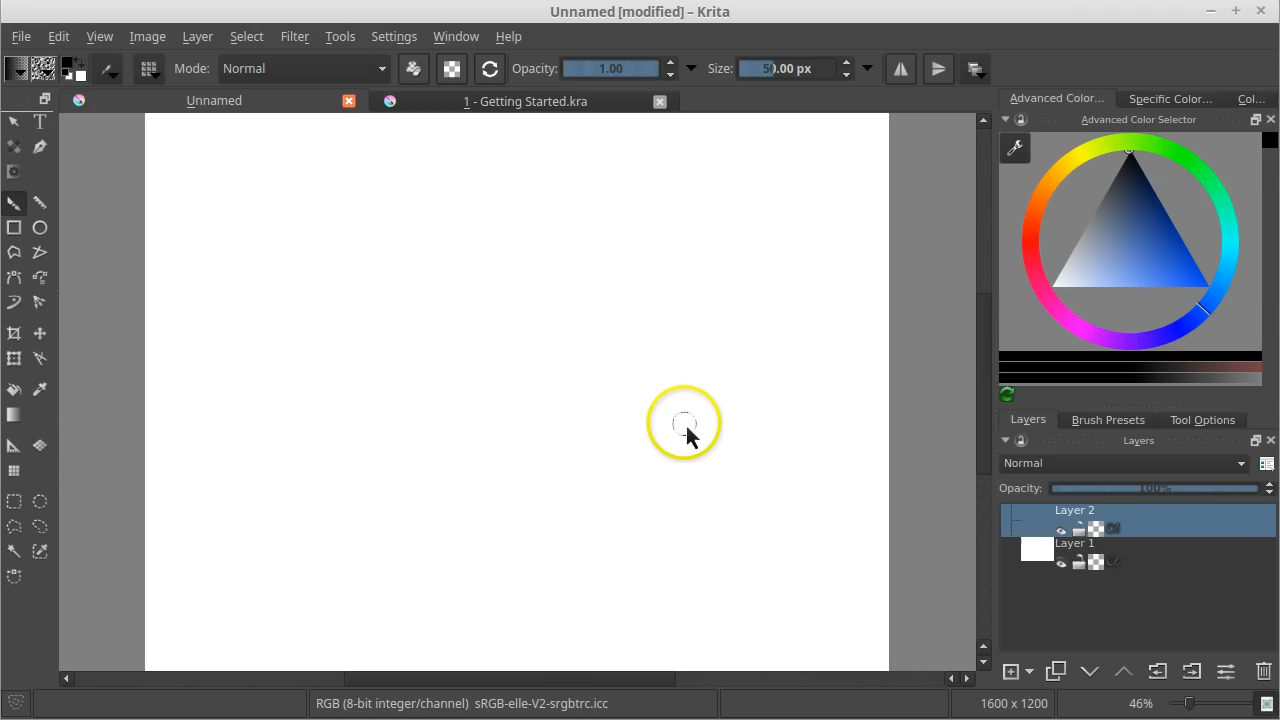 Unnamed [modified] – Krita
File Edit View Image Layer Select Filter Tools Settings Window Help
Mode: Normal Opacity: 1.00 Size: 50.00 px
Unnamed 1 - Getting Started.kra Advanced Color... Specific Color... Col...
Advanced Color Selector
Layers Brush Presets Tool Options
Layers
Normal
Opacity: 100%
Layer 2
Layer 1
RGB (8-bit integer/channel) sRGB-elle-V2-srgbtrc.icc 1600 x 1200 46%